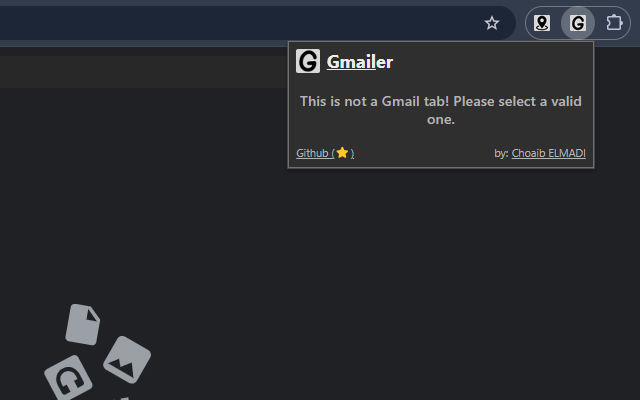 Gmailer
This is not a Gmail tab! Please select a valid
one.
Github (⭐)
by: Choaib ELMADI